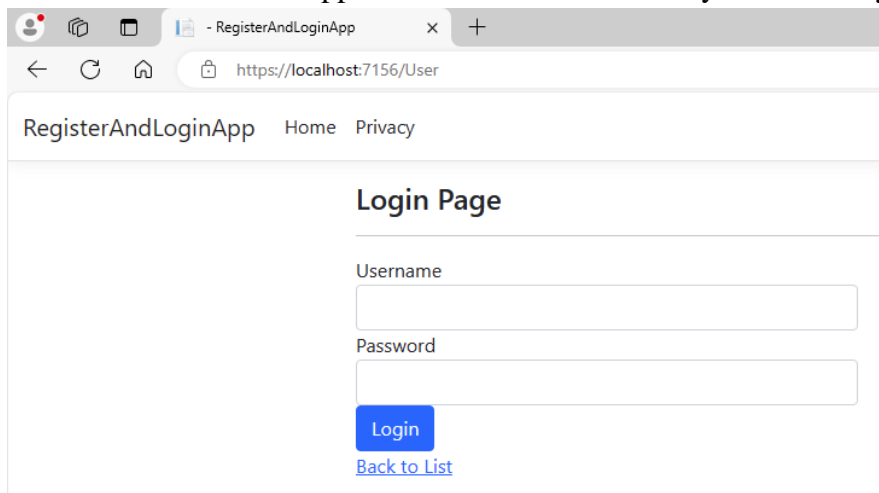 - RegisterAndLoginApp
https://localhost:7156/User
RegisterAndLoginApp Home Privacy
Login Page
Username
Password
Login
Back to List